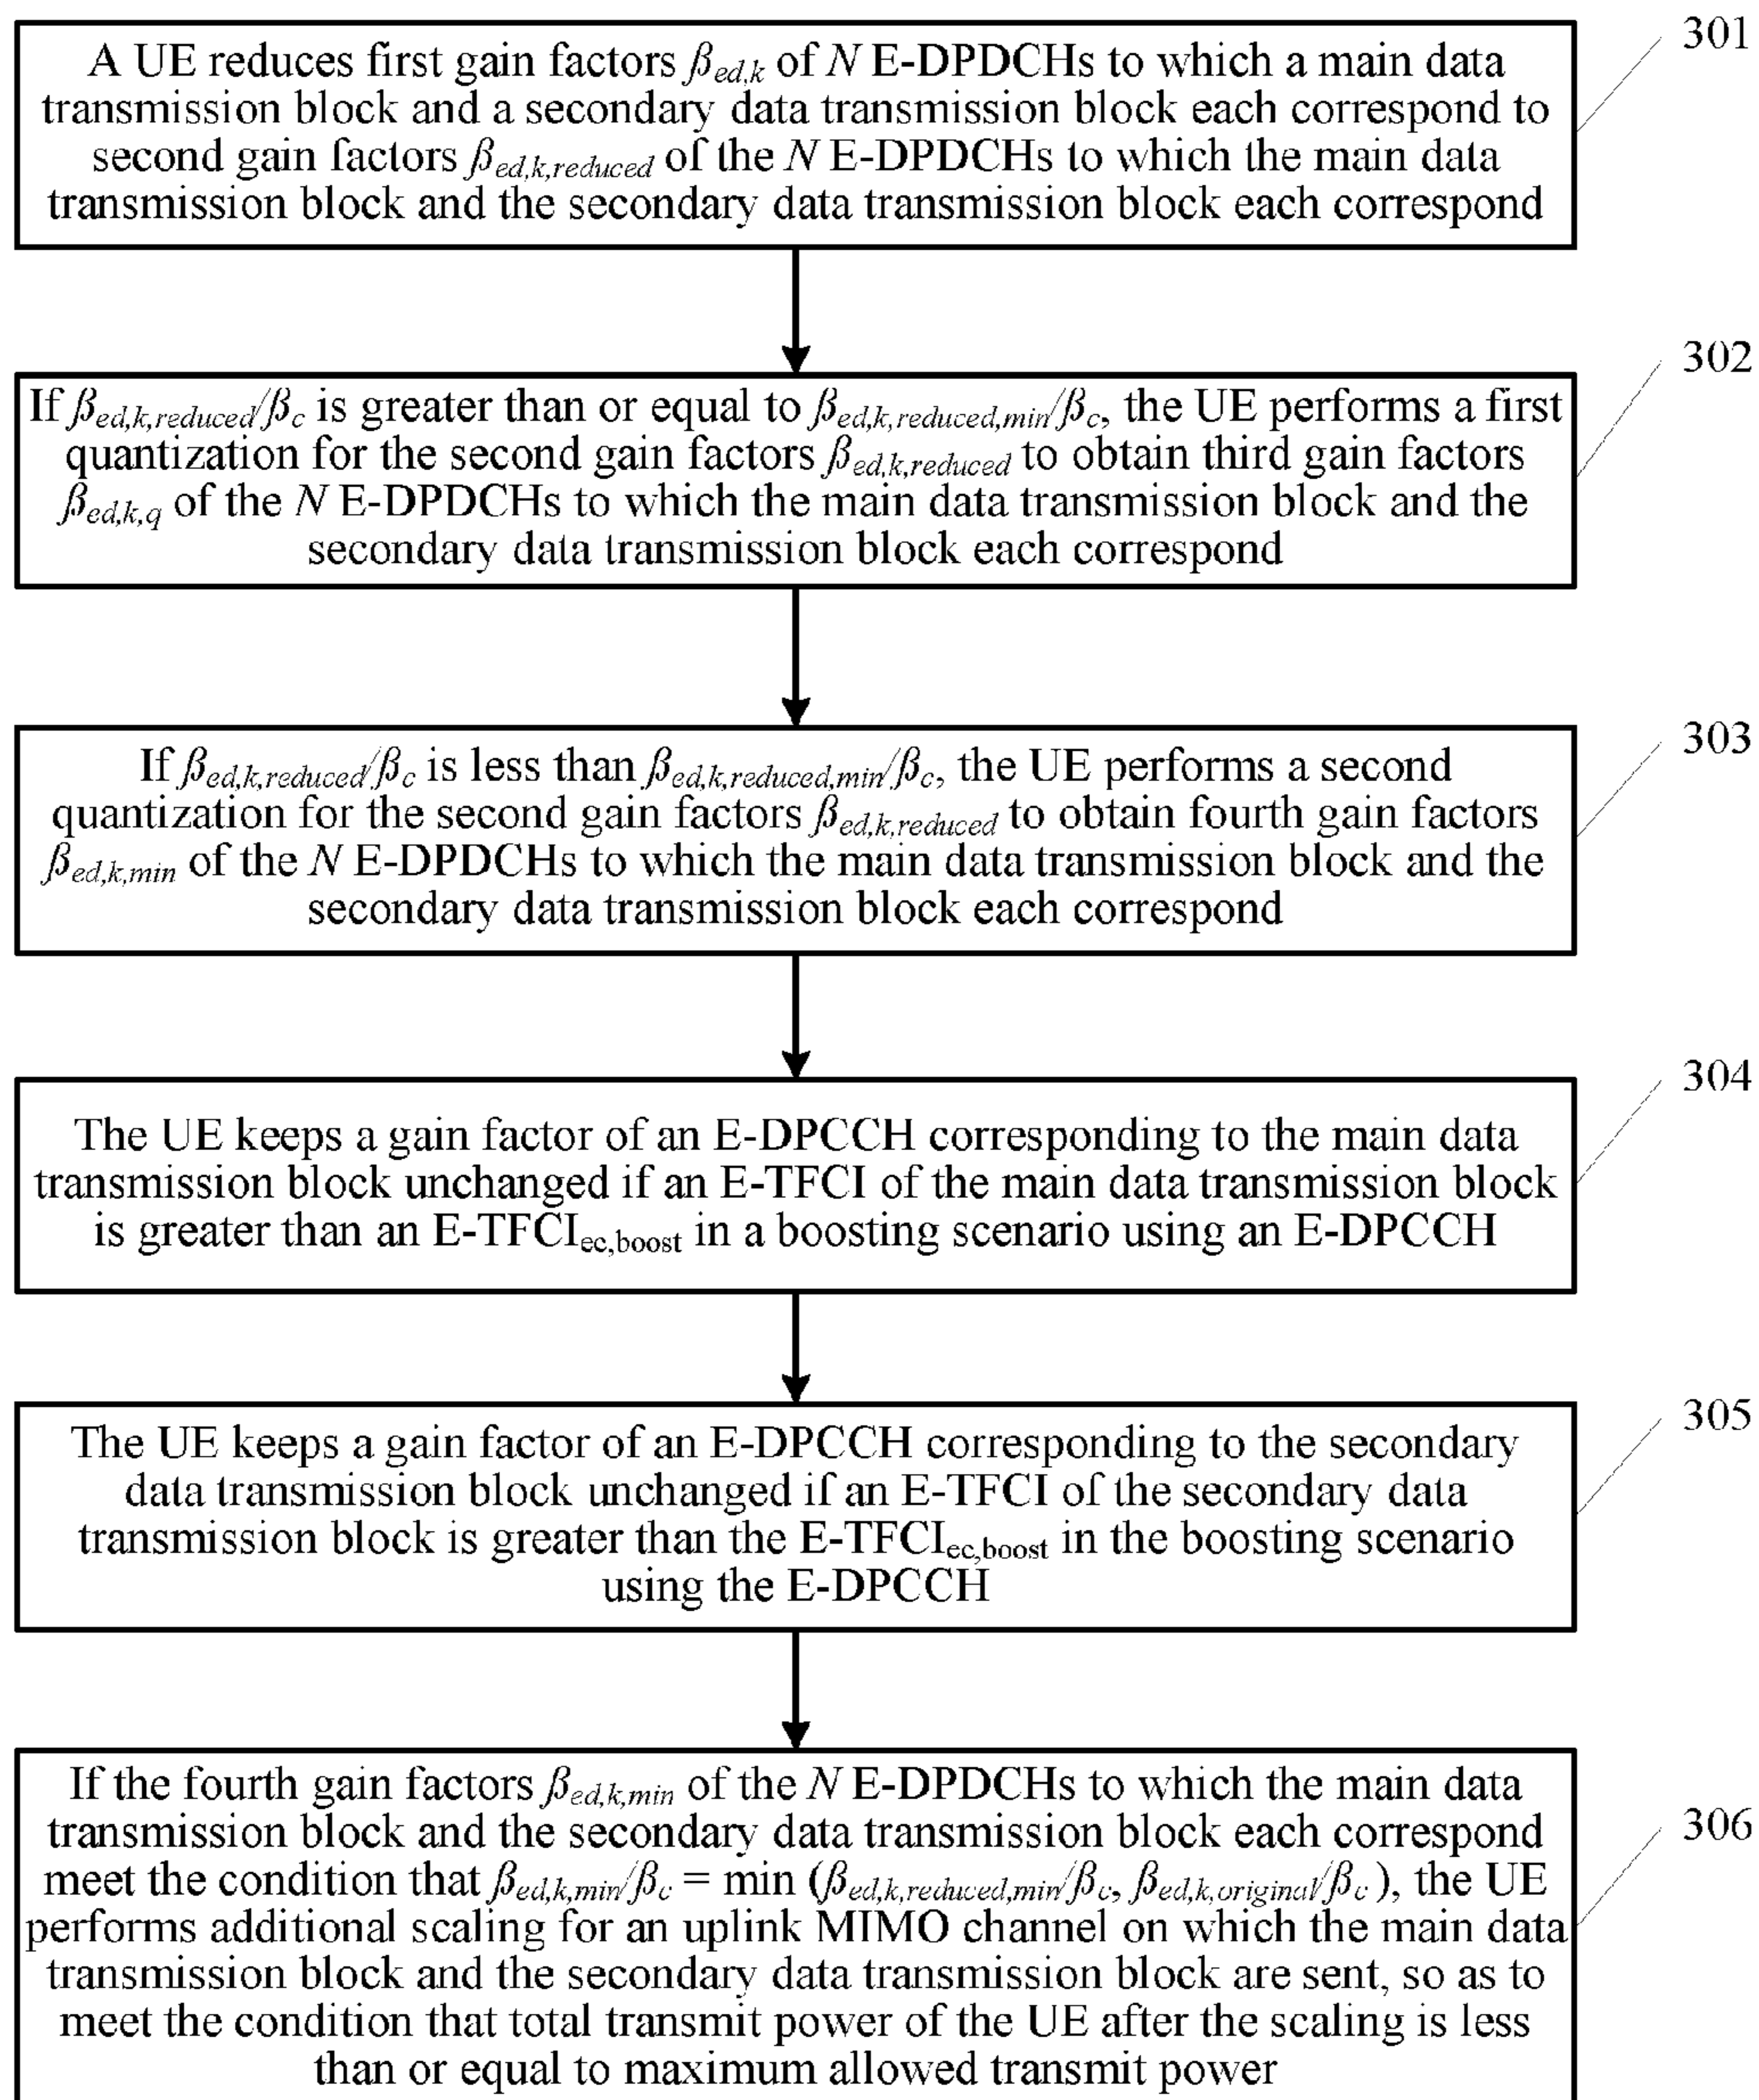 301
A UE reduces first gain factors βed,k of N E-DPDCHs to which a main data
transmission block and a secondary data transmission block each correspond to
second gain factors βed,k,reduced of the N E-DPDCHs to which the main data
transmission block and the secondary data transmission block each correspond
302
If βed,k,reduced/βc is greater than or equal to βed,k,reduced,min/βc, the UE performs a first
quantization for the second gain factors βed,k,reduced to obtain third gain factors
βed,k,q of the N E-DPDCHs to which the main data transmission block and the
secondary data transmission block each correspond
303
If βed,k,reduced/βc is less than βed,k,reduced,min/βc, the UE performs a second
quantization for the second gain factors βed,k,reduced to obtain fourth gain factors
βed,k,min of the N E-DPDCHs to which the main data transmission block and the
secondary data transmission block each correspond
304
The UE keeps a gain factor of an E-DPCCH corresponding to the main data
transmission block unchanged if an E-TFCI of the main data transmission block
is greater than an E-TFCIec,boost in a boosting scenario using an E-DPCCH
305
The UE keeps a gain factor of an E-DPCCH corresponding to the secondary
data transmission block unchanged if an E-TFCI of the secondary data
transmission block is greater than the E-TFCIec,boost in the boosting scenario
using the E-DPCCH
306
If the fourth gain factors βed,k,min of the N E-DPDCHs to which the main data
transmission block and the secondary data transmission block each correspond
meet the condition that βed,k,min/βc = min (βed,k,reduced,min/βc, βed,k,original/βc ), the UE
performs additional scaling for an uplink MIMO channel on which the main data
transmission block and the secondary data transmission block are sent, so as to
meet the condition that total transmit power of the UE after the scaling is less
than or equal to maximum allowed transmit power